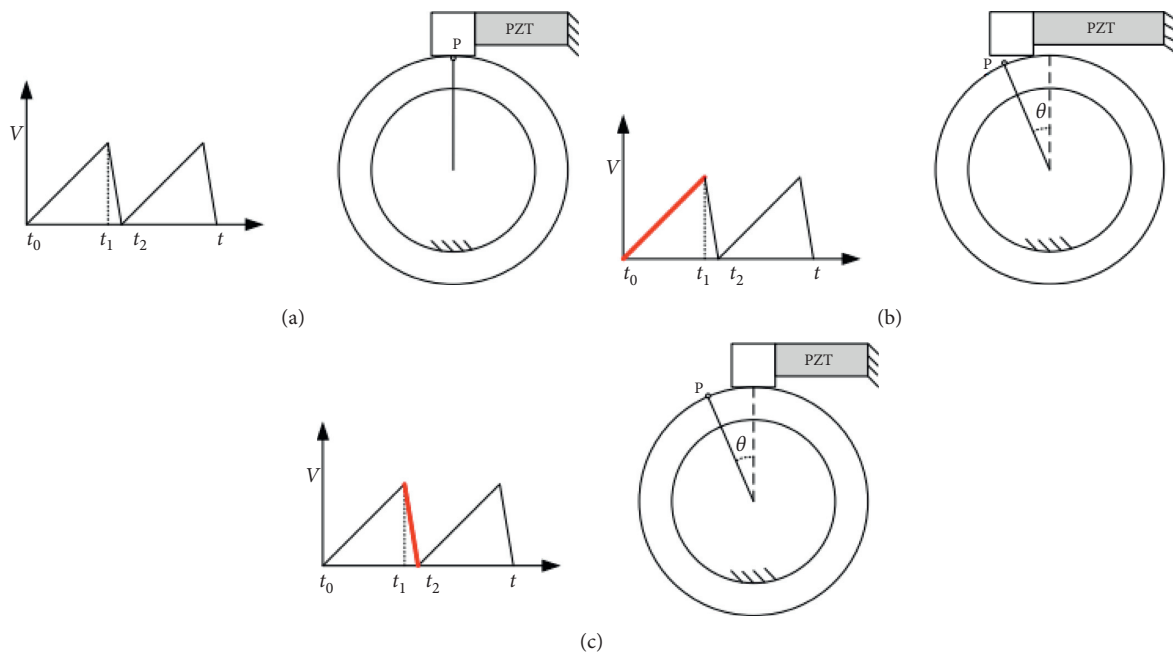 PZT
P
V
t0 t1 t2 t
(a)
PZT
P
θ
V
t0 t1 t2 t
(b)
PZT
P
θ
V
t0 t1 t2 t
(c)